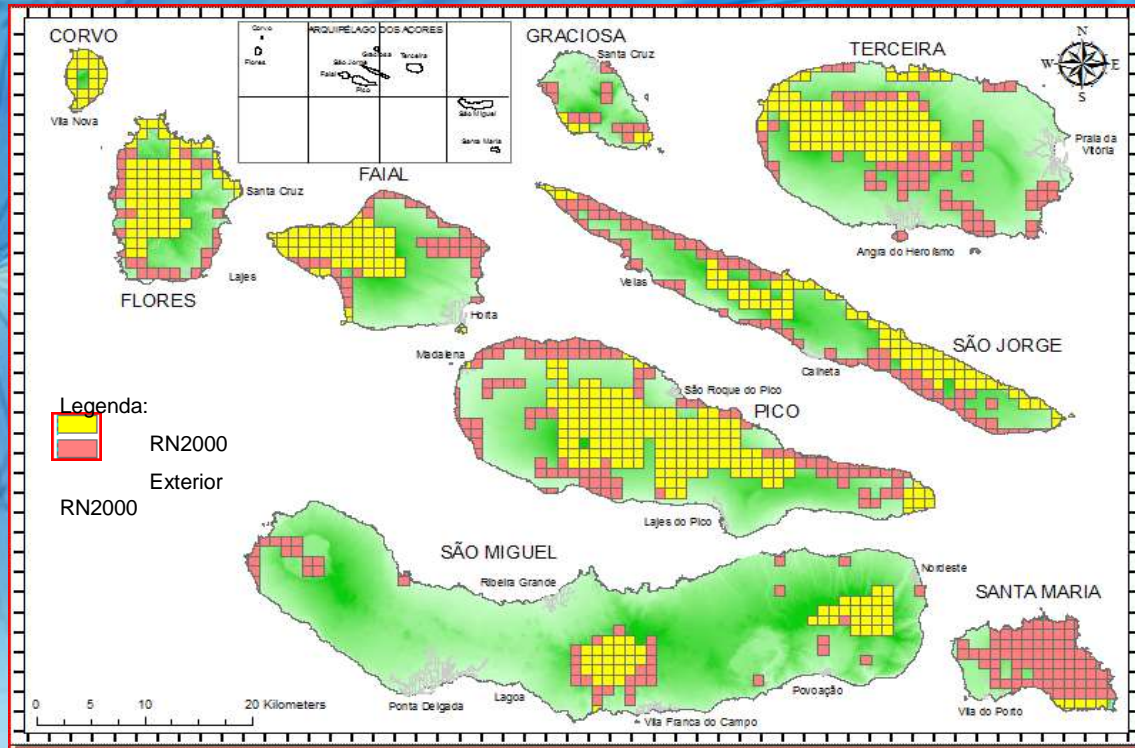 CORVO
Vila Nova
ARQUIPÉLAGO DOS AÇORES
Corvo
Flores
Graciosa
São Jorge
Terceira
Faial
Pico
São Miguel
Santa Maria
GRACIOSA
Santa Cruz
TERCEIRA
N
W
E
S
Praia da
Vitória
Angra do Heroísmo
Santa Cruz
Lajes
FLORES
FAIAL
Horta
Velas
Calheta
SÃO JORGE
Madalena
São Roque do Pico
PICO
Lajes do Pico
Legenda:
RN2000
Exterior
RN2000
SÃO MIGUEL
Ribeira Grande
Nordeste
Lagoa
Ponta Delgada
Vila Franca do Campo
Povoação
SANTA MARIA
Vila do Porto
0 5 10 20 Kilometers